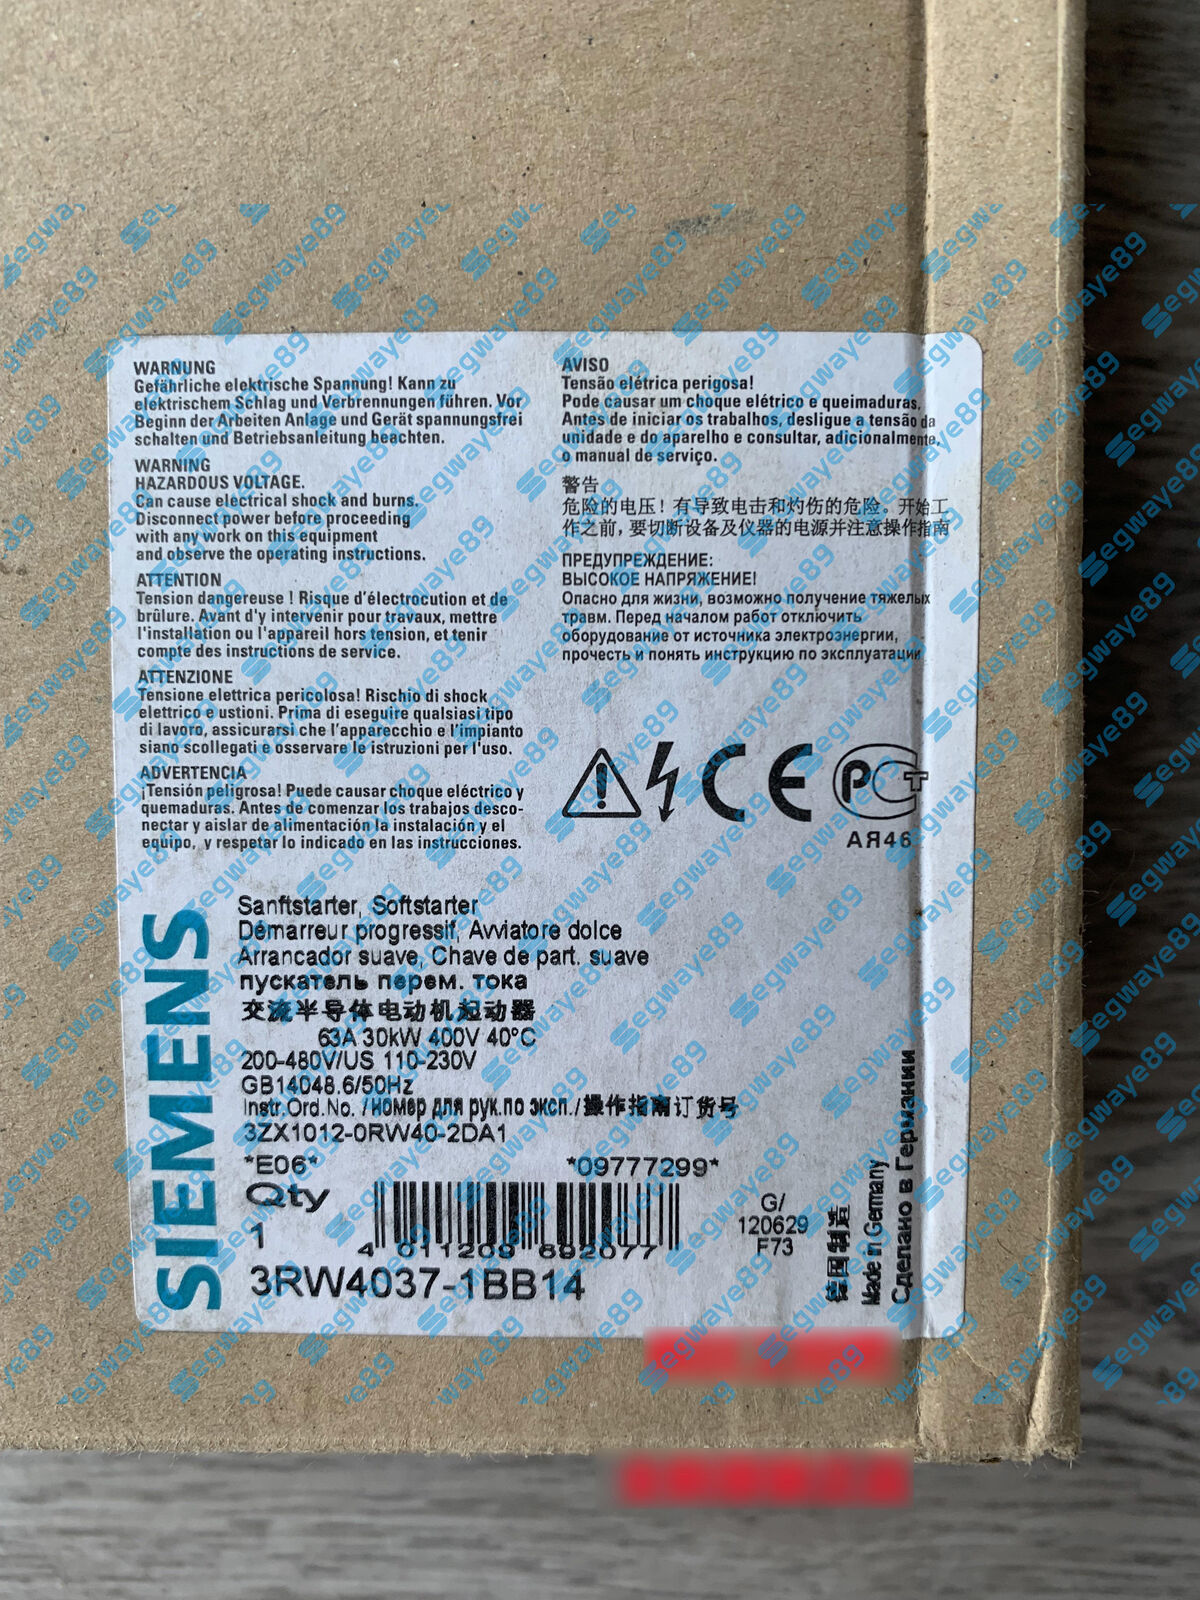 WARNUNG
Gefährliche elektrische Spannung! Kann zu
elektrischem Schlag und Verbrennungen führen. Vor
Beginn der Arbeiten Anlage und Gerät spannungsfrei
schalten und Betriebsanleitung beachten.
WARNING
HAZARDOUS VOLTAGE.
Can cause electrical shock and burns.
Disconnect power before proceeding
with any work on this equipment
and observe the operating instructions.
ATTENTION
Tension dangereuse ! Risque d'électrocution et de
brûlure. Avant d'y intervenir pour travaux, mettre
l'installation ou l'appareil hors tension, et tenir
compte des instructions de service.
ATTENZIONE
Tensione elettrica pericolosa! Rischio di shock
elettrico e ustioni. Prima di eseguire qualsiasi tipo
di lavoro, assicurarsi che l'apparecchio e l'impianto
siano scollegati e osservare le istruzioni per l'uso.
ADVERTENCIA
¡Tensión peligrosa! Puede causar choque eléctrico y
quemaduras. Antes de comenzar los trabajos desco-
nectar y aislar de alimentación la instalación y el
equipo, y respetar lo indicado en las instrucciones.
AVISO
Tensão elétrica perigosa!
Pode causar um choque elétrico e queimaduras.
Antes de iniciar os trabalhos, desligue a tensão da
unidade e do aparelho e consultar, adicionalmente,
o manual de serviço.
警告
危险的电压！有导致电击和灼伤的危险。开始工
作之前，要切断设备及仪器的电源并注意操作指南
ПРЕДУПРЕЖДЕНИЕ:
ВЫСОКОЕ НАПРЯЖЕНИЕ!
Опасно для жизни, возможно получение тяжелых
травм. Перед началом работ отключить
оборудование от источника электроэнергии,
прочесть и понять инструкцию по эксплуатации
CE
РСТ
АЯ46
SIEMENS
Sanftstarter, Softstarter
Démarreur progressif, Avviatore dolce
Arrancador suave, Chave de part. suave
пускатель перем. тока
交流半导体电动机起动器
63A 30kW 400V 40°C
200-480V/US 110-230V
GB14048.6/50Hz
Instr.Ord.No. /номер для рук.по эксп./操作指南订货号
3ZX1012-0RW40-2DA1
*E06* *09777299*
Qty
1
4 011209 692077
3RW4037-1BB14
G/
120629
F73
德国制造
Made in Germany
Сделано в Германии
Segwaye89